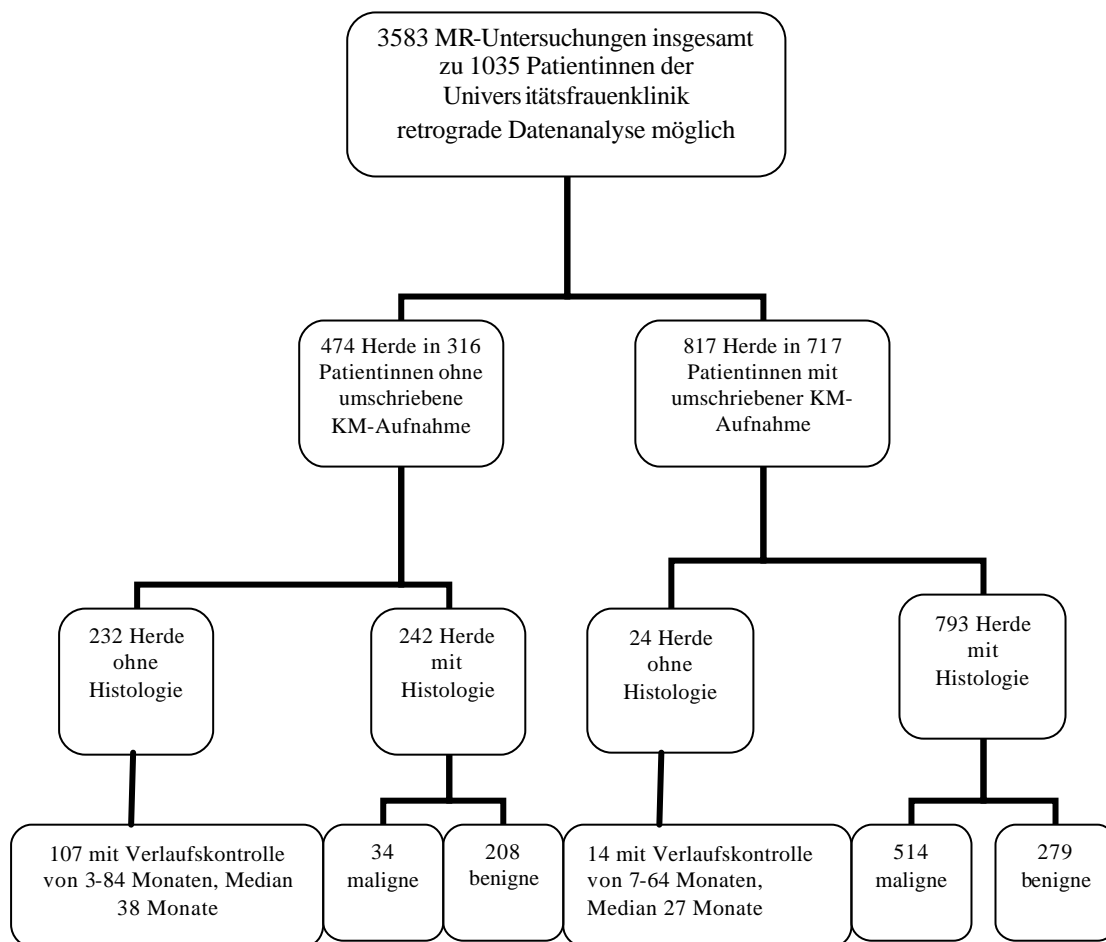 3583 MR-Untersuchungen insgesamt
zu 1035 Patientinnen der
Univers itätsfrauenklinik
retrograde Datenanalyse möglich
474 Herde in 316
Patientinnen ohne
umschriebene
KM-Aufnahme
817 Herde in 717
Patientinnen mit
umschriebener KM-
Aufnahme
232 Herde
ohne
Histologie
242 Herde
mit
Histologie
24 Herde
ohne
Histologie
793 Herde
mit
Histologie
107 mit Verlaufskontrolle
von 3-84 Monaten, Median
38 Monate
34
maligne
208
benigne
14 mit Verlaufskontrolle
von 7-64 Monaten,
Median 27 Monate
514
maligne
279
benigne